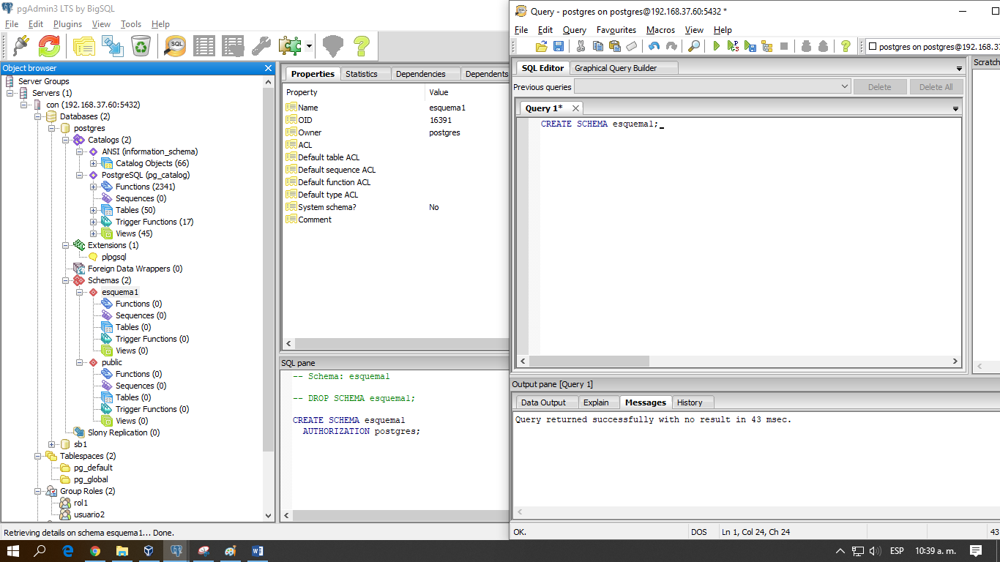 pgAdmin3 LTS by BigSQL
File Edit Plugins View Tools Help
SQL
Object browser
Server Groups
Servers (1)
con (192.168.37.60:5432)
Databases (2)
postgres
Catalogs (2)
ANSI (information_schema)
Catalog Objects (66)
PostgreSQL (pg_catalog)
Functions (2341)
Sequences (0)
Tables (50)
Trigger Functions (17)
Views (45)
Extensions (1)
plpgsql
Foreign Data Wrappers (0)
Schemas (2)
esquema1
Functions (0)
Sequences (0)
Tables (0)
Trigger Functions (0)
Views (0)
public
Functions (0)
Sequences (0)
Tables (0)
Trigger Functions (0)
Views (0)
Slony Replication (0)
sb1
Tablespaces (2)
pg_default
pg_global
Group Roles (2)
rol1
usuario2
Retrieving details on schema esquema1... Done.
Properties Statistics Dependencies Dependents
Property Value
Name esquema1
OID 16391
Owner postgres
ACL
Default table ACL
Default sequence ACL
Default function ACL
Default type ACL
System schema? No
Comment
SQL pane
-- Schema: esquema1
-- DROP SCHEMA esquema1;
CREATE SCHEMA esquema1
AUTHORIZATION postgres;
Query - postgres on postgres@192.168.37.60:5432 *
File Edit Query Favourites Macros View Help
postgres on postgres@192.168.37
SQL Editor Graphical Query Builder
Scratch
Previous queries Delete Delete All
Query 1*
CREATE SCHEMA esquema1;
Output pane [Query 1]
Data Output Explain Messages History
Query returned successfully with no result in 43 msec.
OK. DOS Ln 1, Col 24, Ch 24 43
ESP 10:39 a. m.